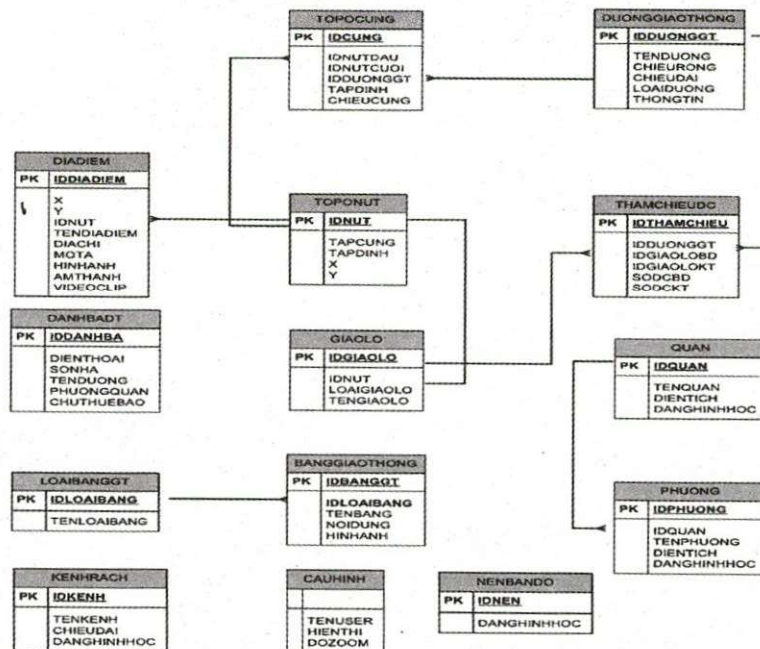 TOPOCUNG
PK IDCUNG
IDNUTDAU
IDNUTCUOI
IDDUONGGT
TAPDINH
CHIEUCUNG
DUONGGIAOTHONG
PK IDDUONGGT
TENDUONG
CHIEURONG
CHIEUDAI
LOAIDUONG
THONGTIN
DIADIEM
PK IDDIADIEM
X
Y
IDNUT
TENDIADIEM
DIACHI
MOTA
HINHANH
AMTHANH
VIDEOCLIP
TOPONUT
PK IDNUT
TAPCUNG
TAPDINH
X
Y
THAMCHIEUDC
PK IDTHAMCHIEU
IDDUONGGT
IDGIAOLOBD
IDGIAOLOKT
SODCBD
SODCKT
DANHBADT
PK IDDANHBA
DIENTHOAI
SONHA
TENDUONG
PHUONGQUAN
CHUTHUEBAO
GIAOLO
PK IDGIAOLO
IDNUT
LOAIGIAOLO
TENGIAOLO
QUAN
PK IDQUAN
TENQUAN
DIENTICH
DANGHINHHOC
LOAIBANGGT
PK IDLOAIBANG
TENLOAIBANG
BANGGIAOTHONG
PK IDBANGGT
IDLOAIBANG
TENBANG
NOIDUNG
HINHANH
PHUONG
PK IDPHUONG
IDQUAN
TENPHUONG
DIENTICH
DANGHINHHOC
KENHRACH
PK IDKENH
TENKENH
CHIEUDAI
DANGHINHHOC
CAUHINH
TENUSER
HIENTHI
DOZOOM
NENBANDO
PK IDNEN
DANGHINHHOC